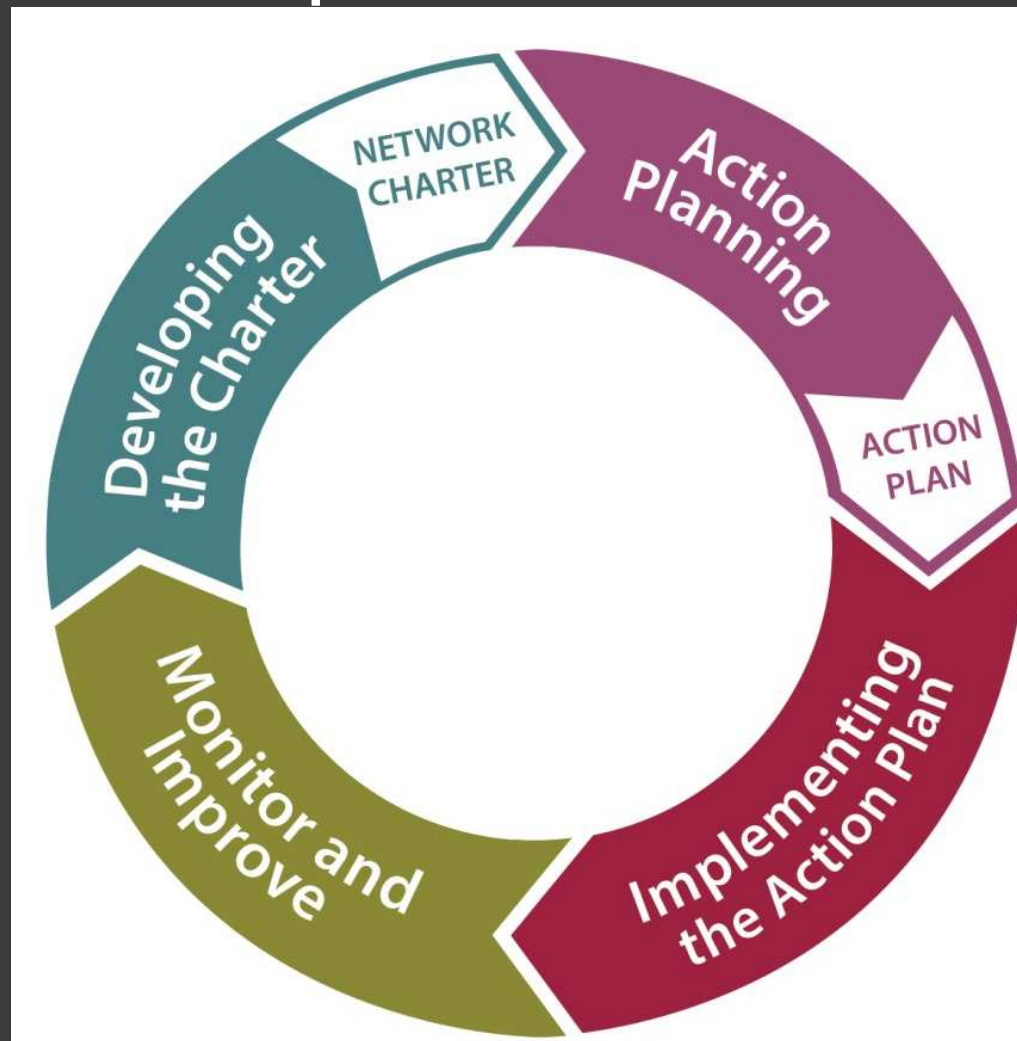 Developing
the Charter
NETWORK
CHARTER
Action
Planning
ACTION
PLAN
Implementing
the Action Plan
Monitor and
Improve